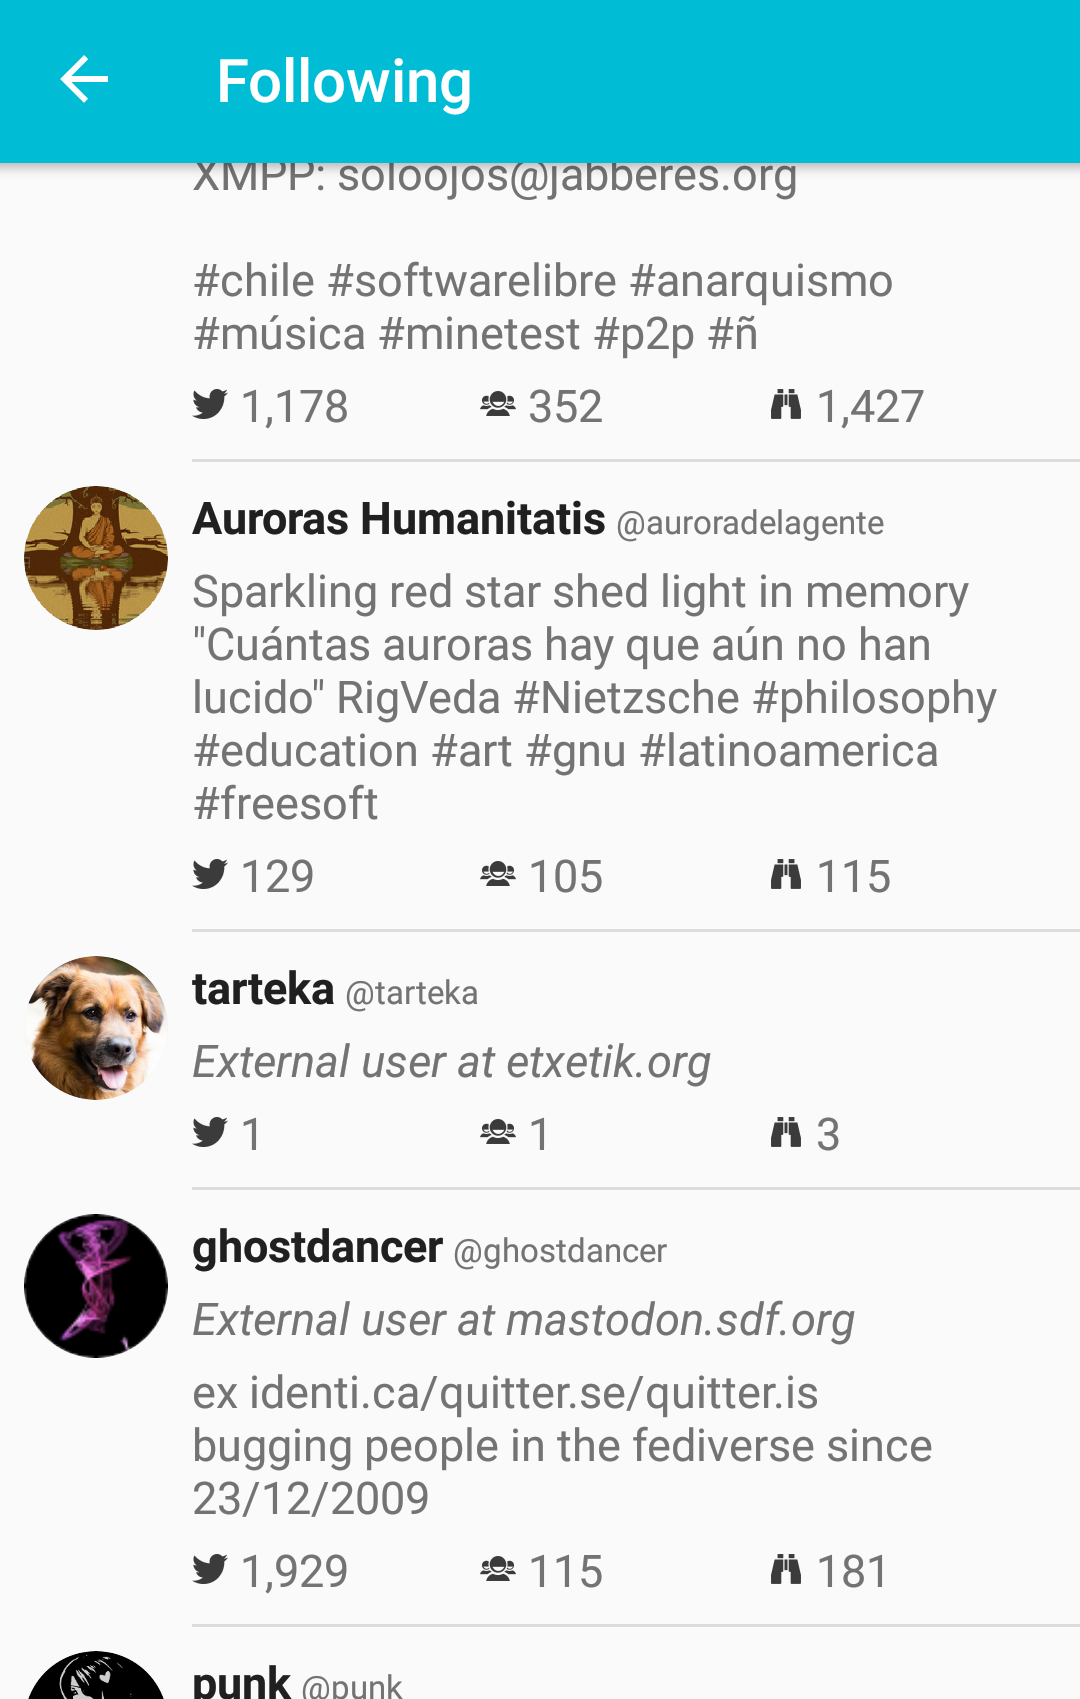 Following
XMPP: soloojos@jabberes.org
#chile #softwarelibre #anarquismo
#música #minetest #p2p #ñ
1,178 352 1,427
Auroras Humanitatis @auroradelagente
Sparkling red star shed light in memory
"Cuántas auroras hay que aún no han
lucido" RigVeda #Nietzsche #philosophy
#education #art #gnu #latinoamerica
#freesoft
129 105 115
tarteka @tarteka
External user at etxetik.org
1 1 3
ghostdancer @ghostdancer
External user at mastodon.sdf.org
ex identi.ca/quitter.se/quitter.is
bugging people in the fediverse since
23/12/2009
1,929 115 181
punk @punk